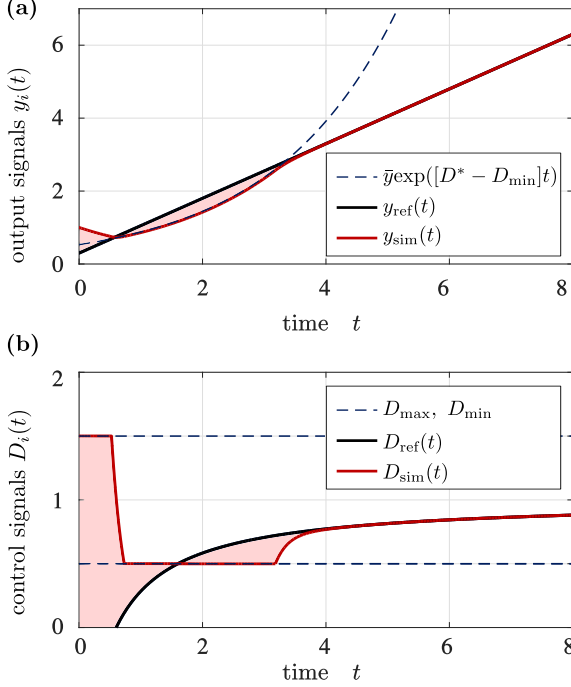 (a)
output signals y_i(t)
6
4
2
0
ȳexp([D* − D_min]t)
y_ref(t)
y_sim(t)
0 2 4 6 8
time t
(b)
control signals D_i(t)
2
1
0
D_max, D_min
D_ref(t)
D_sim(t)
0 2 4 6 8
time t